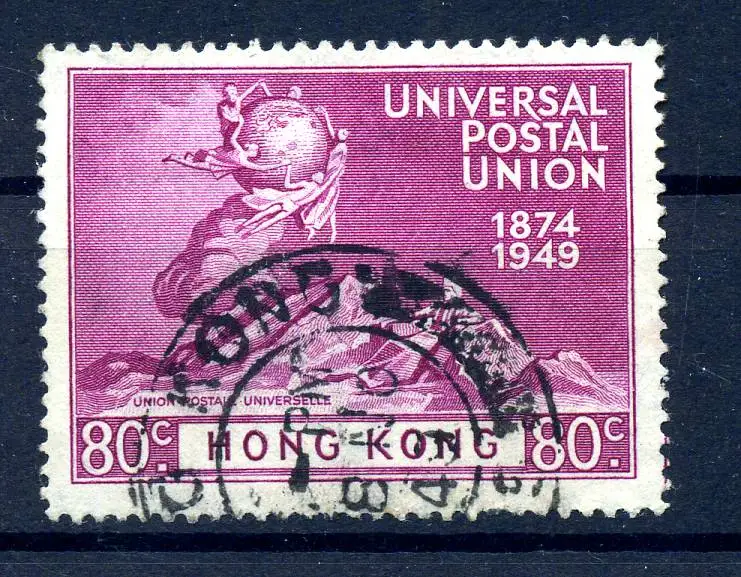 UNIVERSAL
POSTAL
UNION
1874
1949
UNION POSTALE UNIVERSELLE
80c. HONG KONG 80c.